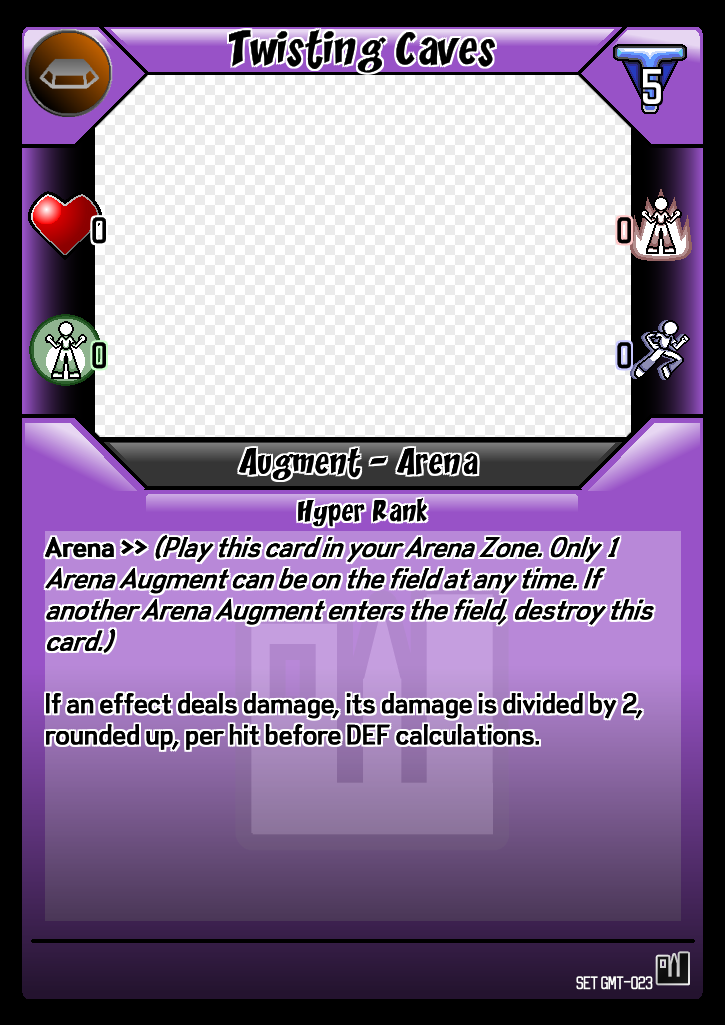 Twisting Caves
5
0
0
0
0
Augment - Arena
Hyper Rank
Arena >> (Play this card in your Arena Zone. Only 1
Arena Augment can be on the field at any time. If
another Arena Augment enters the field, destroy this
card.)
If an effect deals damage, its damage is divided by 2,
rounded up, per hit before DEF calculations.
SET GMT-023